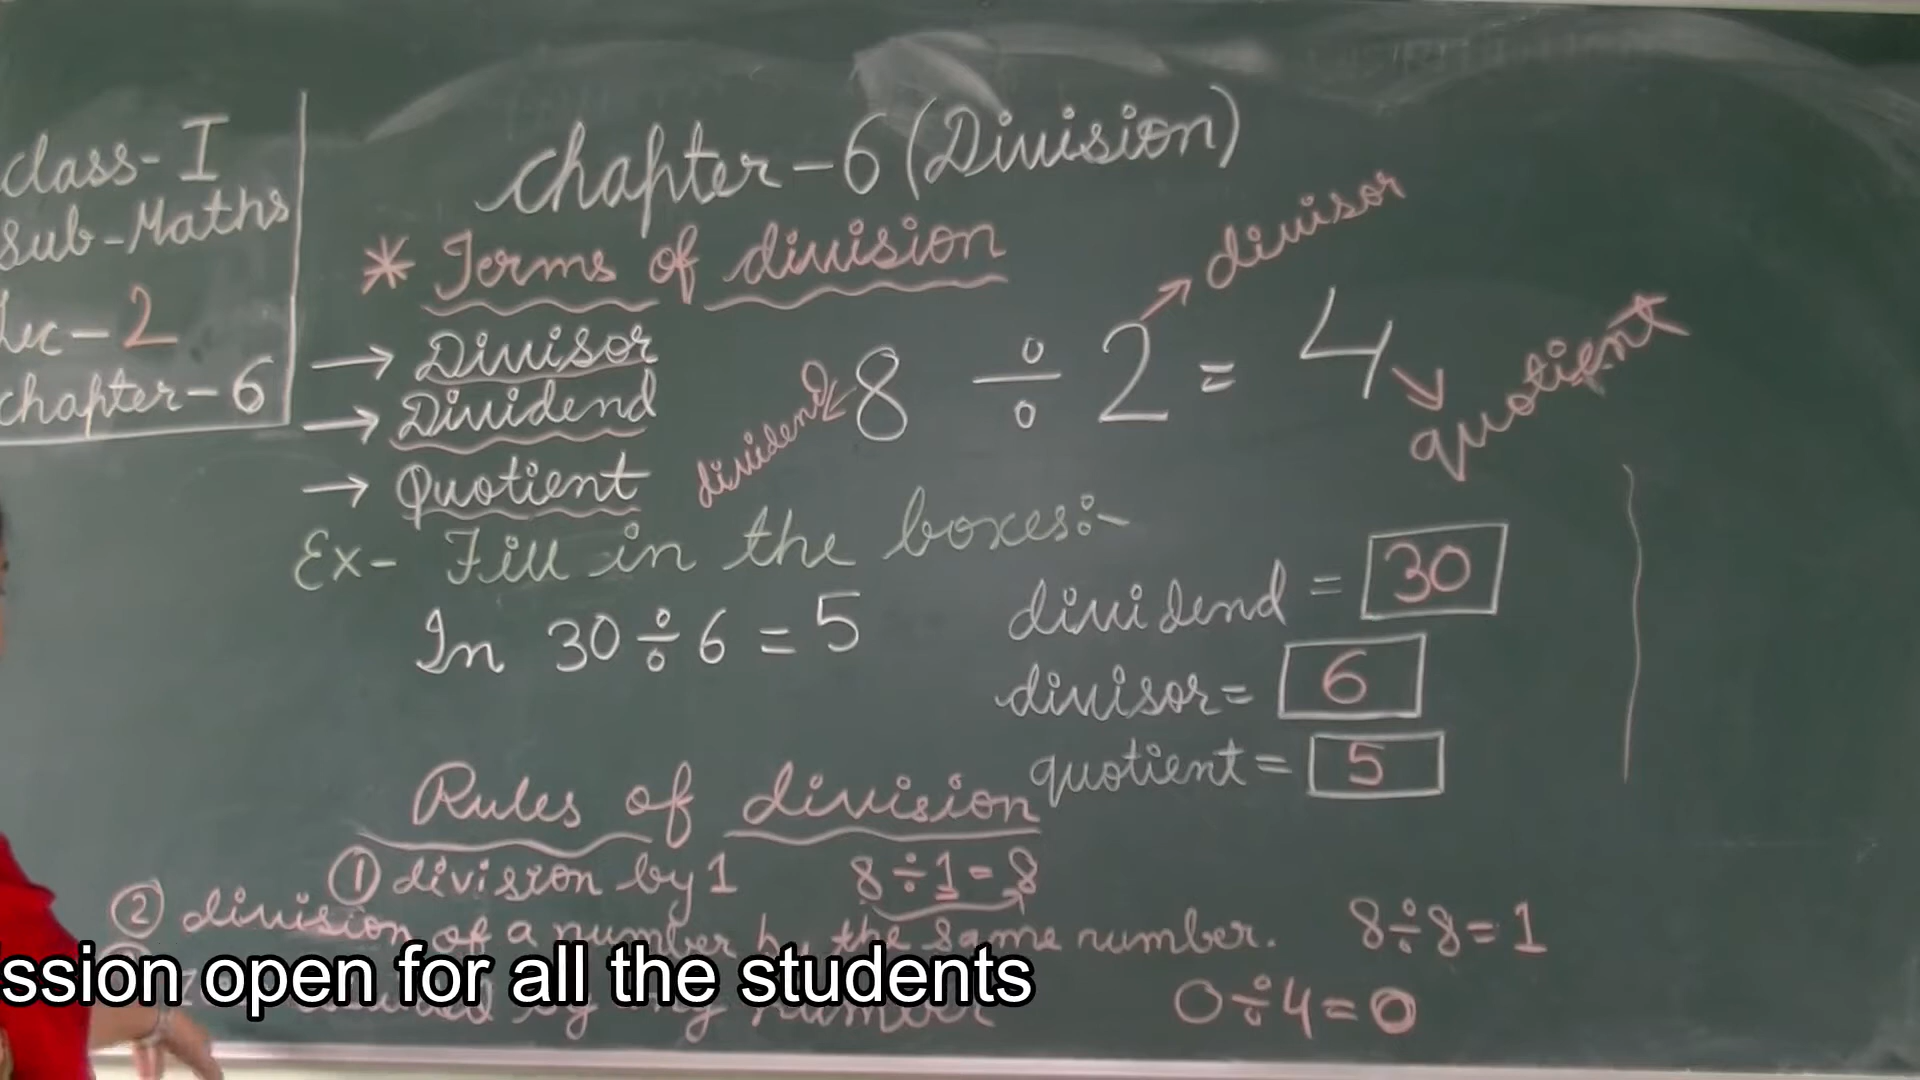 class-I
Sub-Maths
Lec-2
chapter-6
chapter-6 (Division)
* Terms of division
→ Divisor
→ Dividend
→ Quotient
8 ÷ 2 = 4
dividend
divisor
quotient
Ex- Fill in the boxes:-
In 30÷6=5
dividend = 30
divisor = 6
quotient = 5
Rules of division
① division by 1 8÷1=8
② division of a number by the same number. 8÷8=1
by any number 0÷4=0
ssion open for all the students